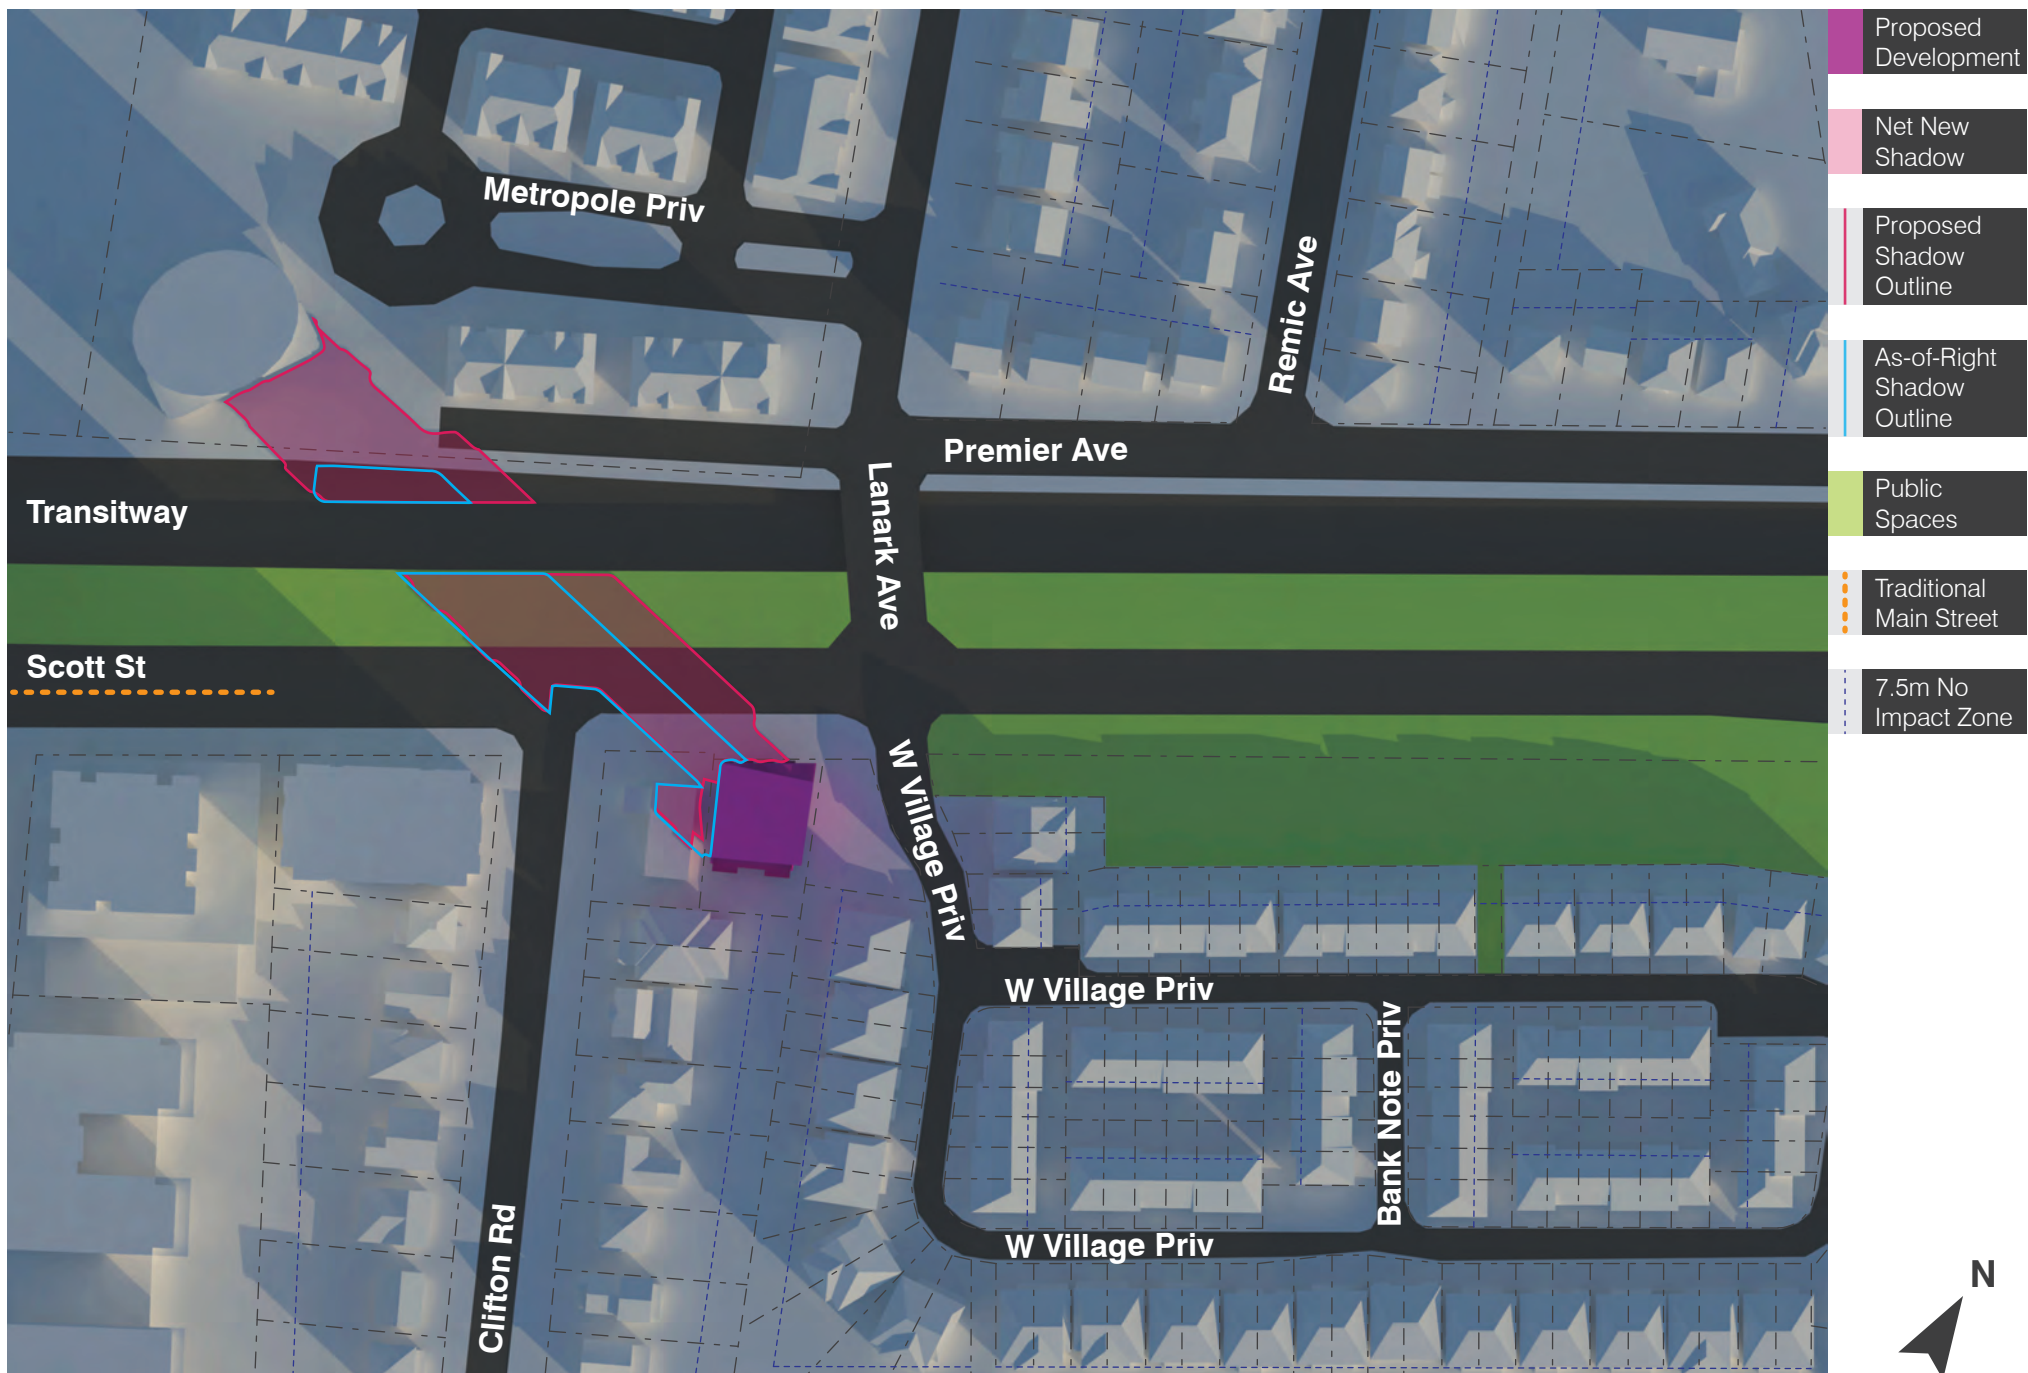 Metropole Priv
Remic Ave
Premier Ave
Lanark Ave
Transitway
Scott St
W Village Priv
W Village Priv
Bank Note Priv
W Village Priv
Clifton Rd
Proposed
Development
Net New
Shadow
Proposed
Shadow
Outline
As-of-Right
Shadow
Outline
Public
Spaces
Traditional
Main Street
7.5m No
Impact Zone
N